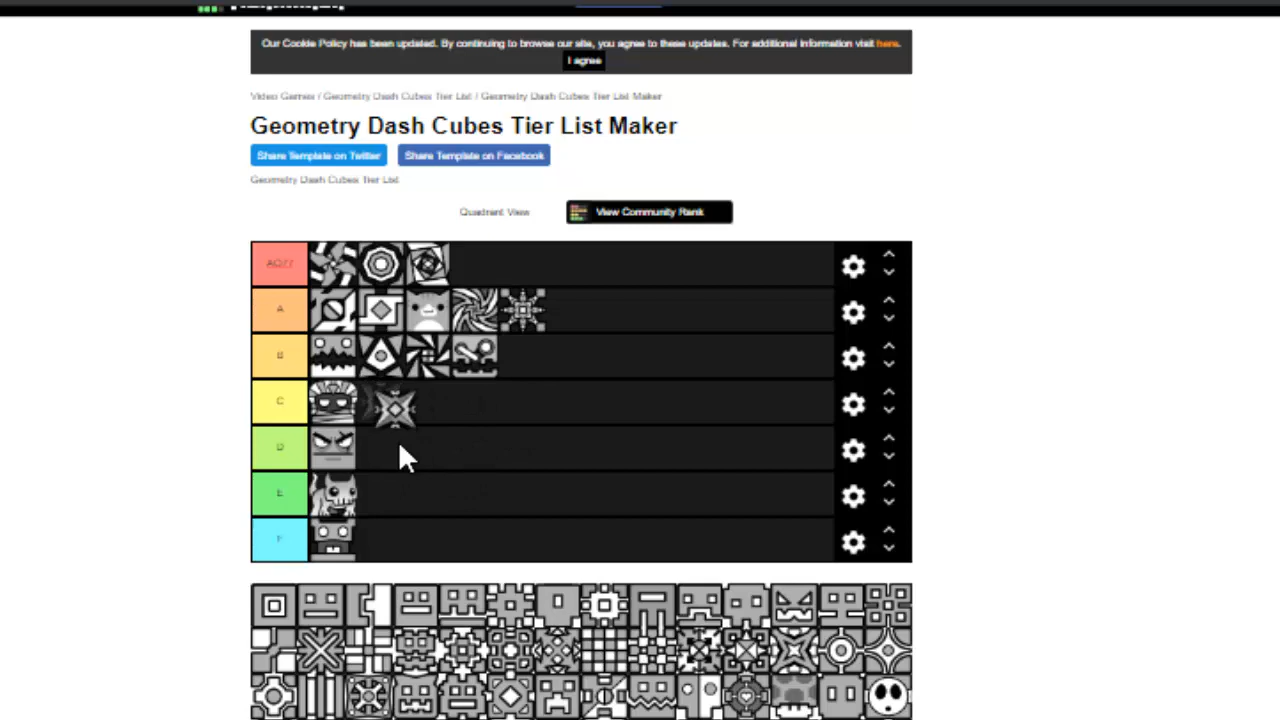 Our Cookie Policy has been updated. By continuing to browse our site, you agree to these updates. For additional information visit here.
I agree
Video Games / Geometry Dash Cubes Tier List / Geometry Dash Cubes Tier List Maker
Geometry Dash Cubes Tier List Maker
Share Template on Twitter
Share Template on Facebook
Geometry Dash Cubes Tier List
Quadrant View
View Community Rank
A
B
C
D
E
F